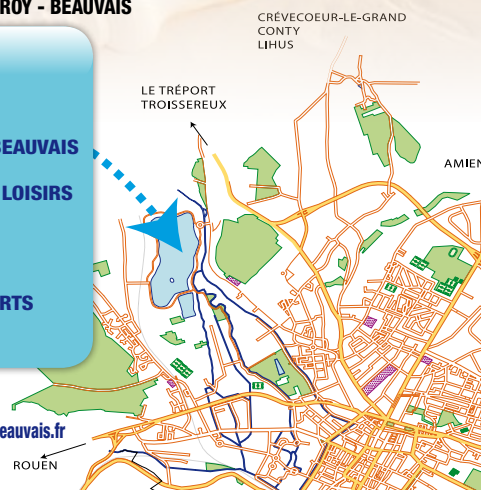 ROY - BEAUVAIS
CRÉVECOEUR-LE-GRAND
CONTY
LIHUS
LE TRÉPORT
TROISSEREUX
BEAUVAIS
AMIEN
LOISIRS
RTS
eauvais.fr
ROUEN